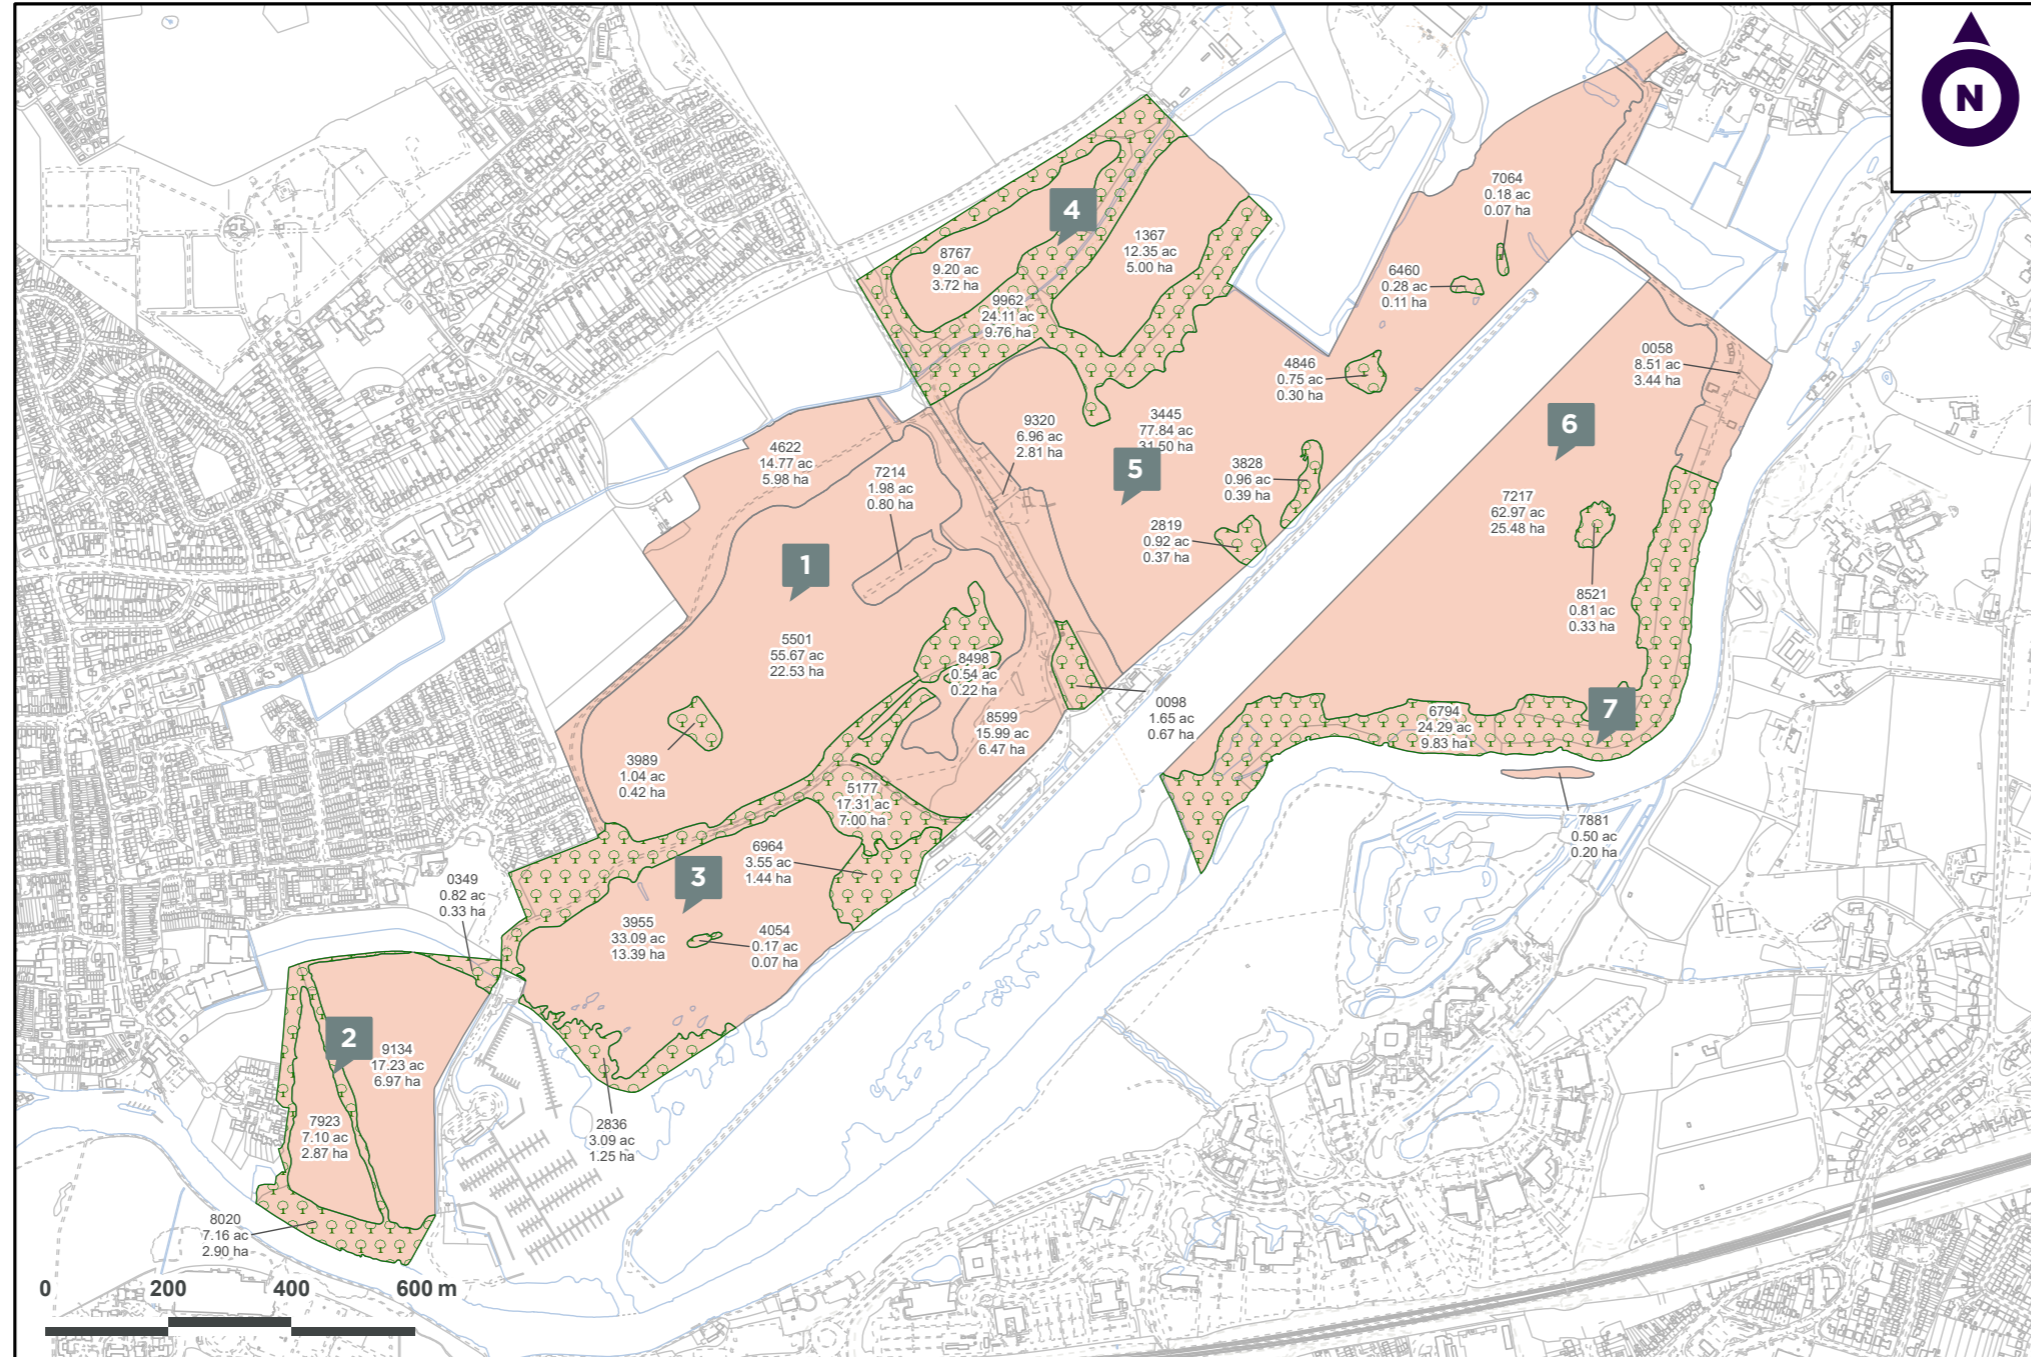 N
7064
0.18 ac
0.07 ha
4
1367
12.35 ac
5.00 ha
8767
9.20 ac
3.72 ha
6460
0.28 ac
0.11 ha
9962
24.11 ac
9.76 ha
0058
8.51 ac
3.44 ha
4846
0.75 ac
0.30 ha
9320
6.96 ac
2.81 ha
3445
77.84 ac
31.50 ha
6
4622
14.77 ac
5.98 ha
7214
1.98 ac
0.80 ha
5
3828
0.96 ac
0.39 ha
7217
62.97 ac
25.48 ha
2819
0.92 ac
0.37 ha
1
8521
0.81 ac
0.33 ha
5501
55.67 ac
22.53 ha
8498
0.54 ac
0.22 ha
0098
1.65 ac
0.67 ha
7
6794
24.29 ac
9.83 ha
8599
15.99 ac
6.47 ha
3989
1.04 ac
0.42 ha
5177
17.31 ac
7.00 ha
7881
0.50 ac
0.20 ha
6964
3.55 ac
1.44 ha
3
0349
0.82 ac
0.33 ha
3955
33.09 ac
13.39 ha
4054
0.17 ac
0.07 ha
2
9134
17.23 ac
6.97 ha
7923
7.10 ac
2.87 ha
2836
3.09 ac
1.25 ha
8020
7.16 ac
2.90 ha
0 200 400 600 m